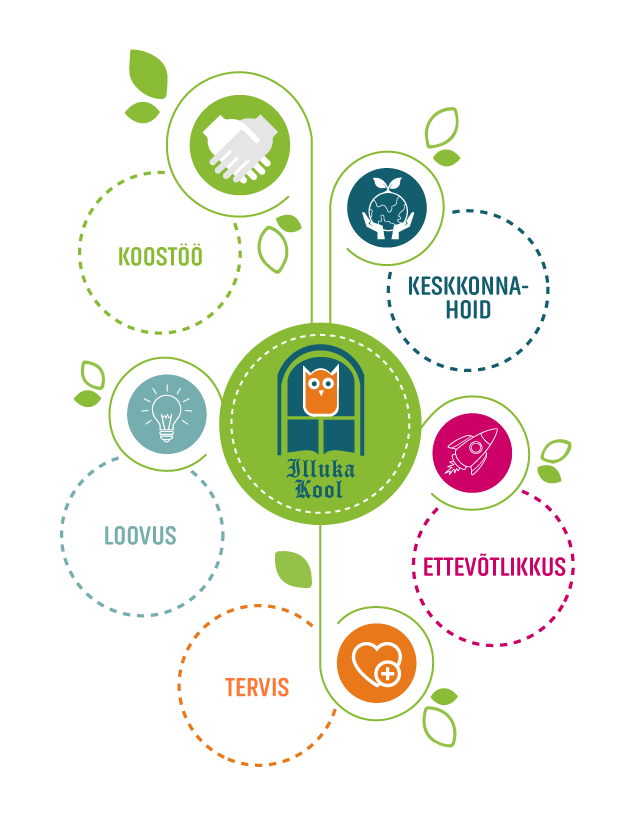 KOOSTÖÖ
KESKKONNA-
HOID
Illuka
Kool
LOOVUS
ETTEVÕTLIKKUS
TERVIS